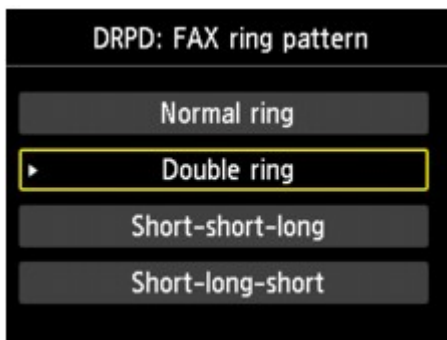 DRPD: FAX ring pattern
Normal ring
Double ring
Short-short-long
Short-long-short